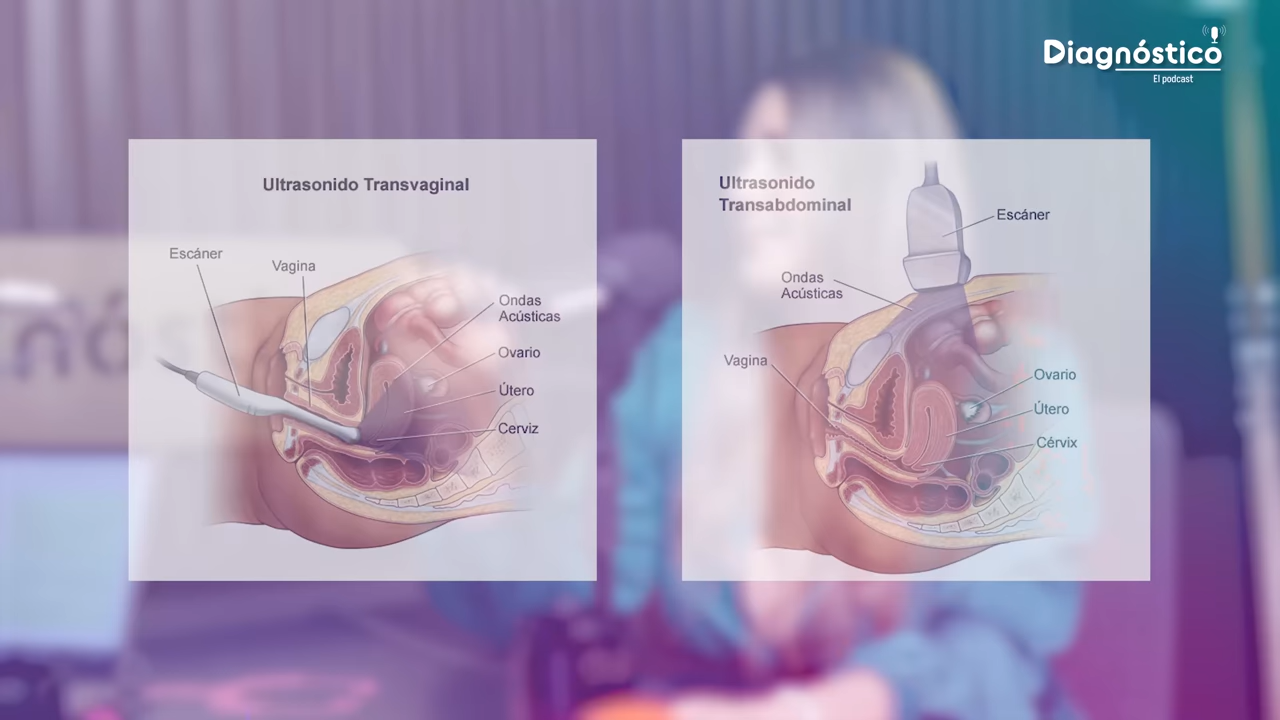 Diagnóstico
El podcast
Ultrasonido Transvaginal
Escáner
Vagina
Ondas
Acústicas
Ovario
Útero
Cerviz
Ultrasonido
Transabdominal
Escáner
Ondas
Acústicas
Vagina
Ovario
Útero
Cérvix